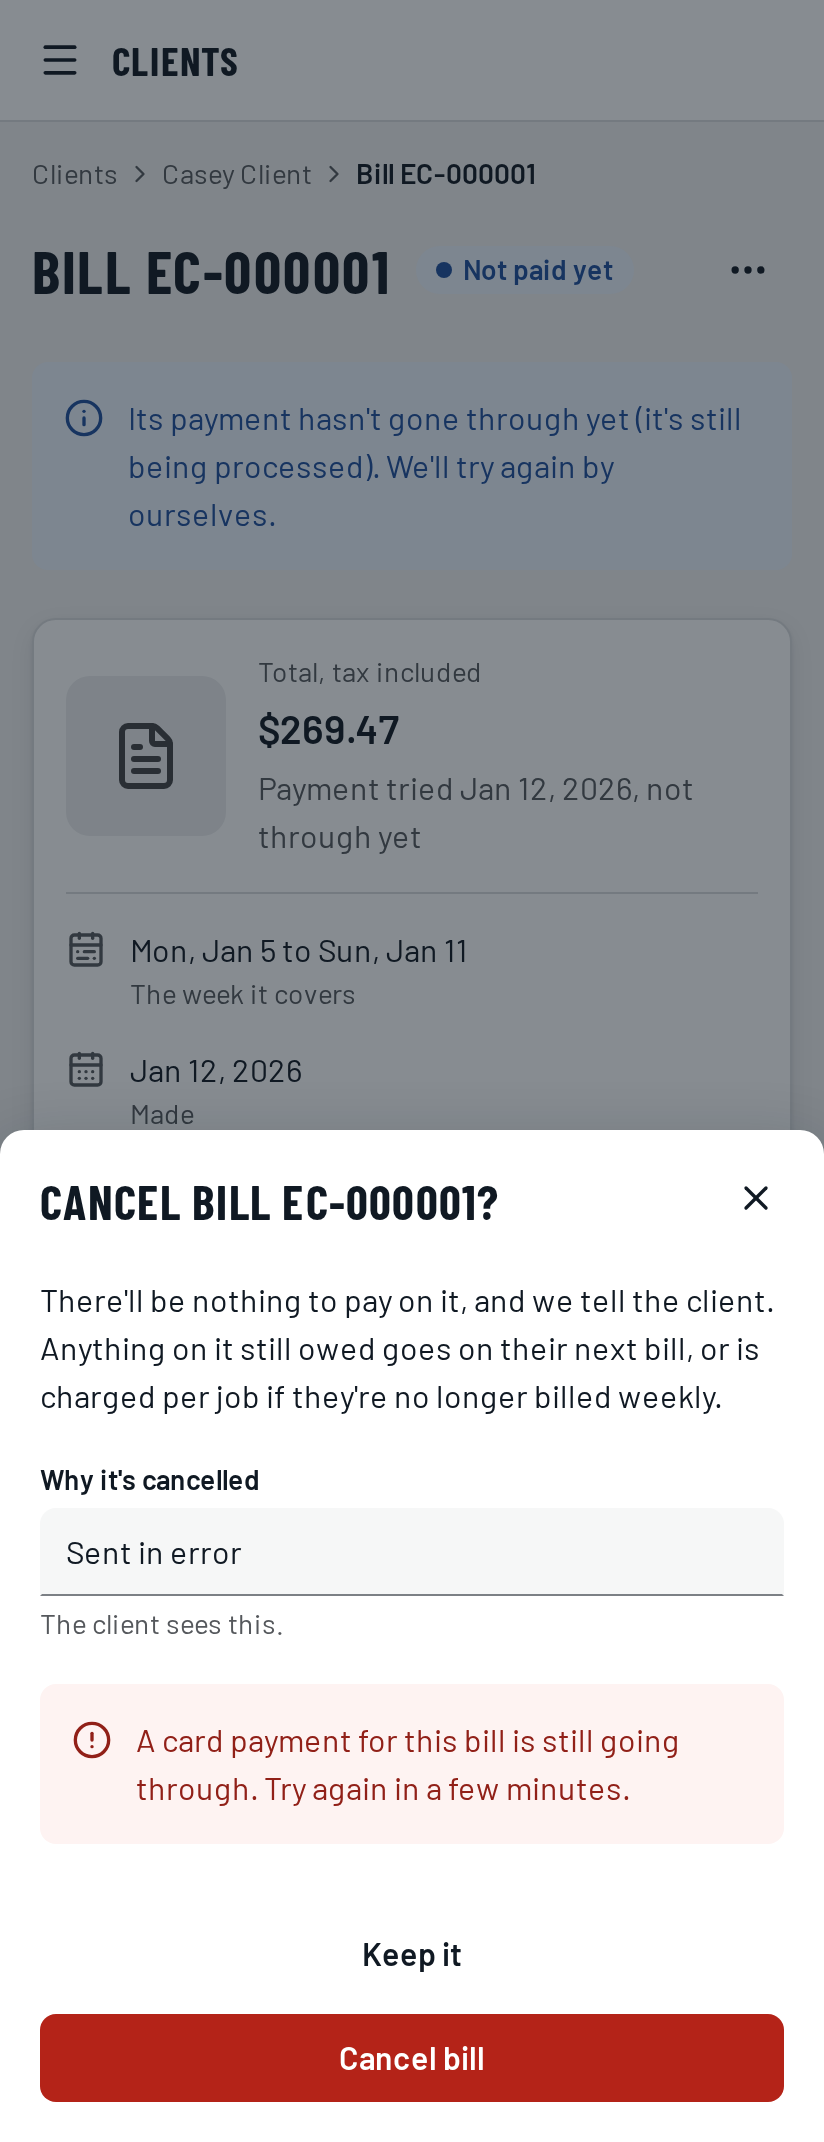 CLIENTS
Clients > Casey Client > Bill EC-000001
BILL EC-000001
Not paid yet
Its payment hasn't gone through yet (it's still
being processed). We'll try again by
ourselves.
Total, tax included
$269.47
Payment tried Jan 12, 2026, not
through yet
Mon, Jan 5 to Sun, Jan 11
The week it covers
Jan 12, 2026
Made
CANCEL BILL EC-000001?
There'll be nothing to pay on it, and we tell the client.
Anything on it still owed goes on their next bill, or is
charged per job if they're no longer billed weekly.
Why it's cancelled
Sent in error
The client sees this.
A card payment for this bill is still going
through. Try again in a few minutes.
Keep it
Cancel bill